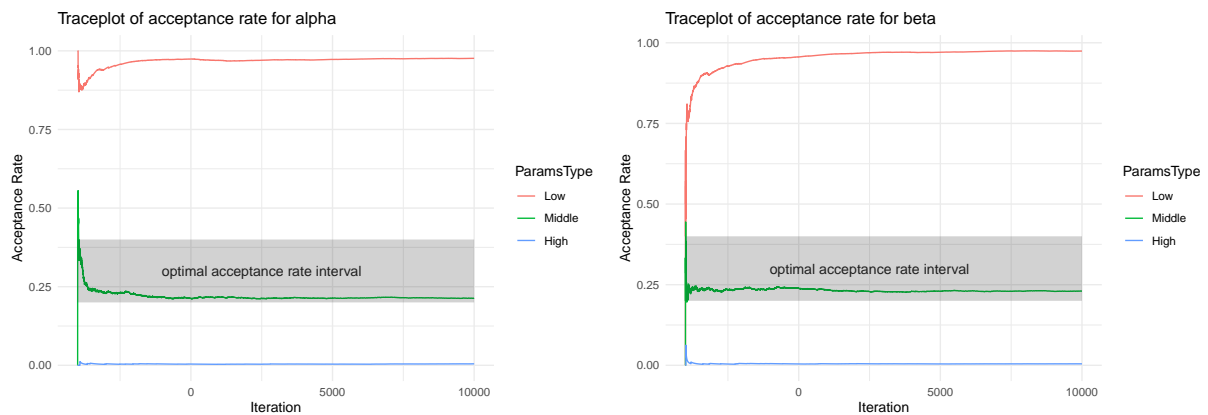 Traceplot of acceptance rate for alpha
1.00
0.75
0.50
0.25
0.00
Acceptance Rate
optimal acceptance rate interval
0
5000
10000
Iteration
ParamsType
Low
Middle
High
Traceplot of acceptance rate for beta
1.00
0.75
0.50
0.25
0.00
Acceptance Rate
optimal acceptance rate interval
0
5000
10000
Iteration
ParamsType
Low
Middle
High